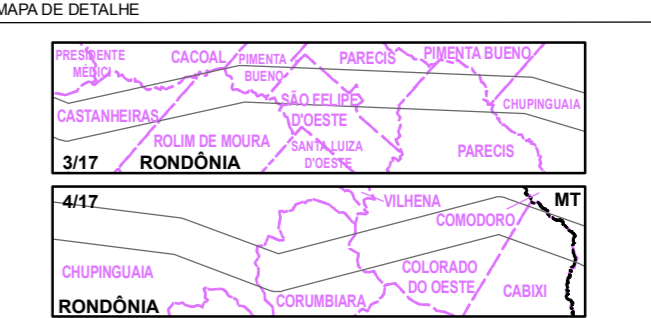 MAPA DE DETALHE
PRESIDENTE
MÉDICI
CACOAL
PIMENTA
BUENO
PARECIS
PIMENTA BUENO
CASTANHEIRAS
SÃO FELIPE
D'OESTE
CHUPINGUAIA
ROLIM DE MOURA
SANTA LUIZA
D'OESTE
PARECIS
3/17
RONDÔNIA
4/17
VILHENA
MT
COMODORO
CHUPINGUAIA
COLORADO
DO OESTE
CABIXI
CORUMBIARA
RONDÔNIA